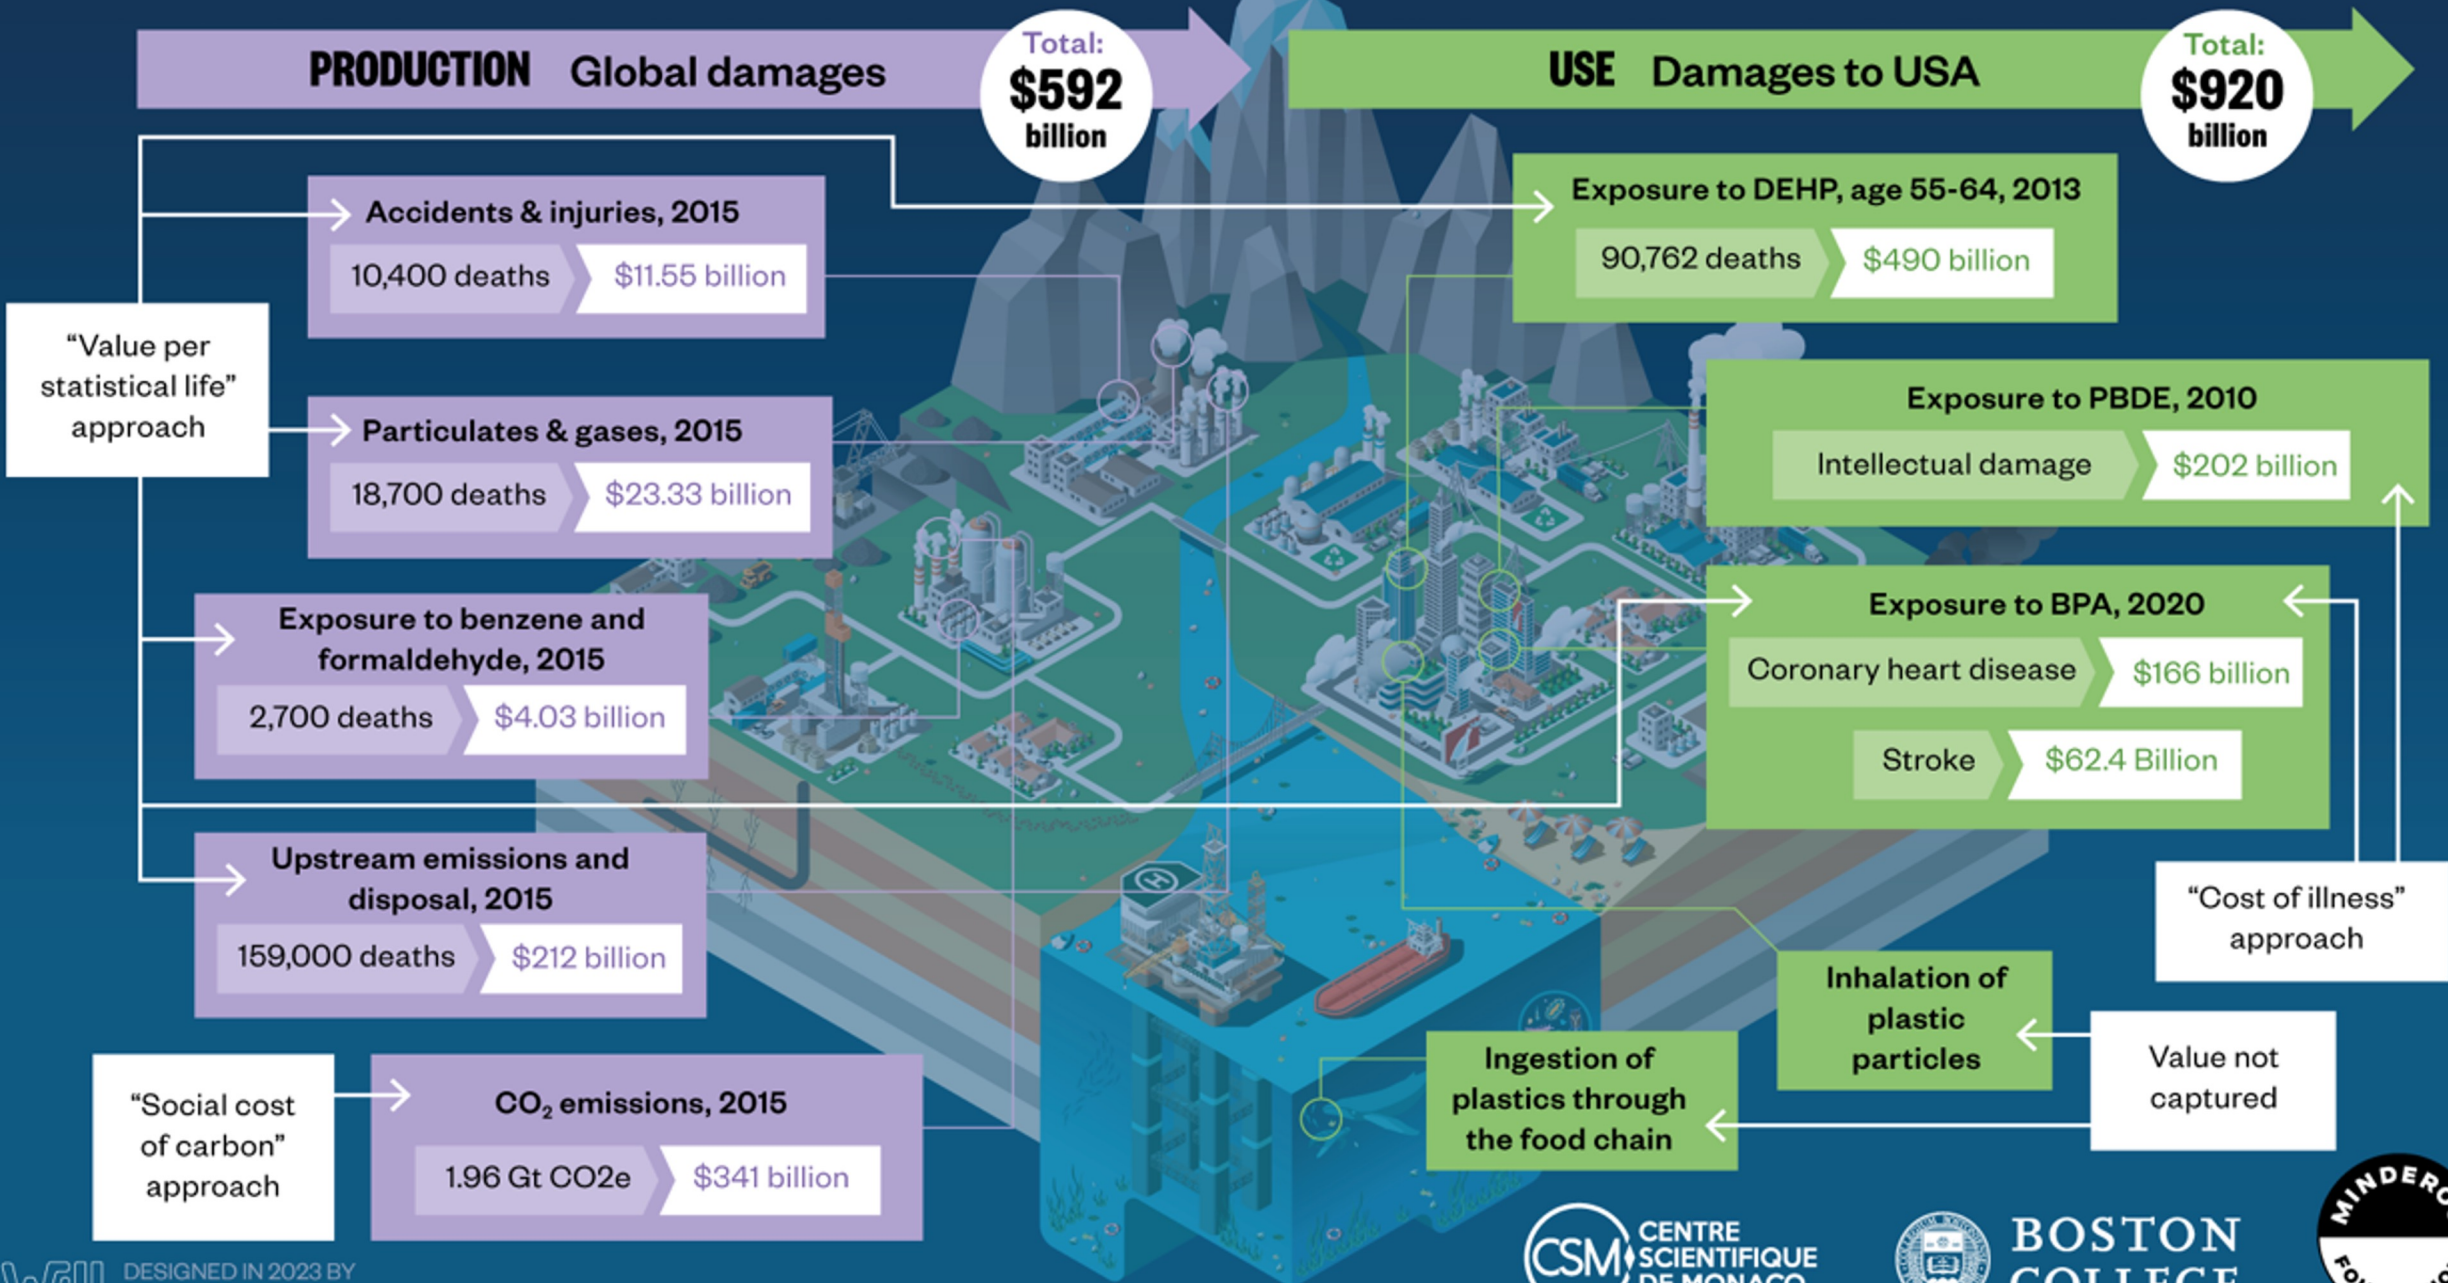 PRODUCTION Global damages
Total:
$592
billion
USE Damages to USA
Total:
$920
billion
"Value per
statistical life"
approach
Accidents & injuries, 2015
10,400 deaths $11.55 billion
Particulates & gases, 2015
18,700 deaths $23.33 billion
Exposure to benzene and
formaldehyde, 2015
2,700 deaths $4.03 billion
Upstream emissions and
disposal, 2015
159,000 deaths $212 billion
"Social cost
of carbon"
approach
CO₂ emissions, 2015
1.96 Gt CO2e $341 billion
Exposure to DEHP, age 55-64, 2013
90,762 deaths $490 billion
Exposure to PBDE, 2010
Intellectual damage $202 billion
Exposure to BPA, 2020
Coronary heart disease $166 billion
Stroke $62.4 Billion
"Cost of illness"
approach
Inhalation of
plastic
particles
Ingestion of
plastics through
the food chain
Value not
captured
H
DESIGNED IN 2023 BY
CSM
CENTRE
SCIENTIFIQUE
DE MONACO
BOSTON
COLLEGE